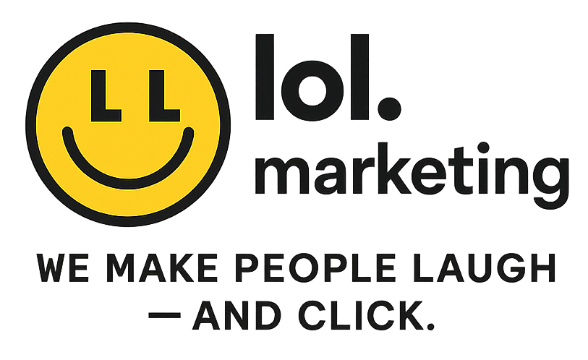 L L
lol.
marketing
WE MAKE PEOPLE LAUGH
— AND CLICK.